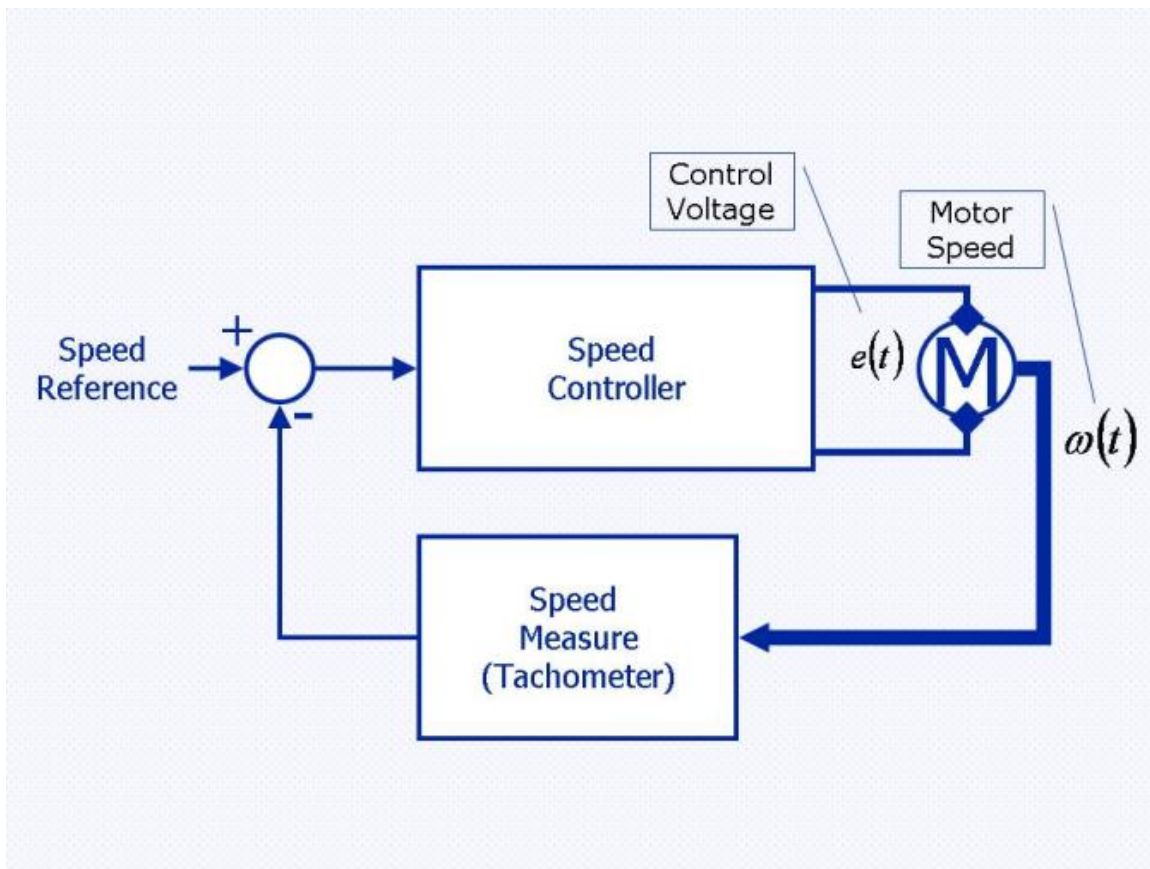 Control
Voltage
Motor
Speed
+
Speed
Reference
-
Speed
Controller
e(t)
M
ω(t)
Speed
Measure
(Tachometer)